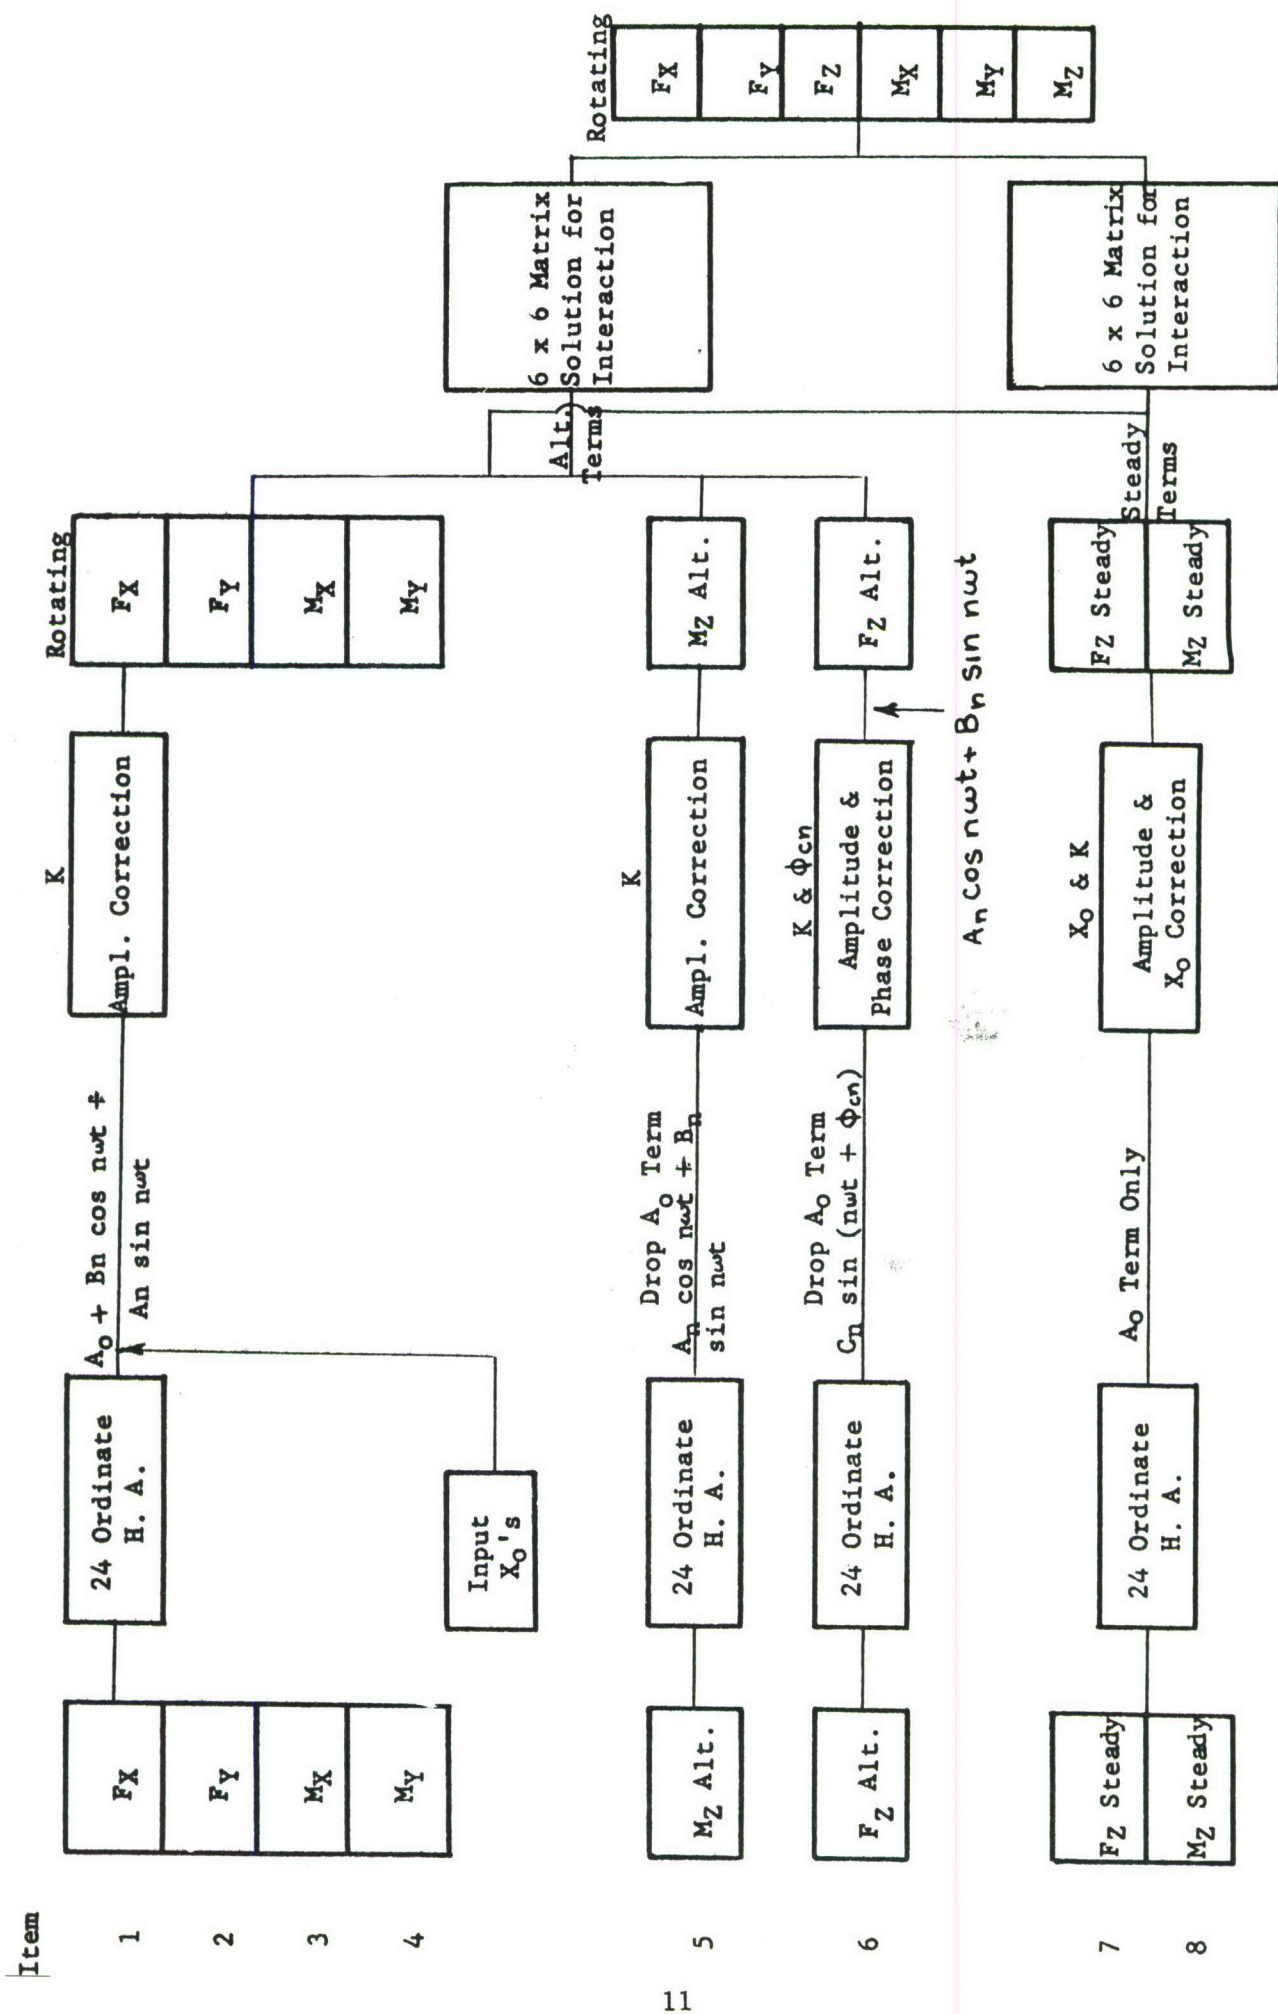 Item
1
2
3
4
5
6
7
8
FX
FY
MX
MY
MZ Alt.
FZ Alt.
FZ Steady
MZ Steady
24 Ordinate
H. A.
Input
XO's
24 Ordinate
H. A.
24 Ordinate
H. A.
24 Ordinate
H. A.
AO + Bn cos nωt +
An sin nωt
Drop AO Term
An cos nωt + Bn
sin nωt
Drop AO Term
Cn sin (nωt + Φcn)
AO Term Only
K
Ampl. Correction
K
Ampl. Correction
K & Φcn
Amplitude &
Phase Correction
An cos nωt + Bn sin nωt
XO & K
Amplitude &
XO Correction
Rotating
FX
FY
MX
MY
MZ Alt.
FZ Alt.
FZ Steady
MZ Steady
Alt.
Terms
Steady
Terms
6 x 6 Matrix
Solution for
Interaction
6 x 6 Matrix
Solution for
Interaction
Rotating
FX
FY
FZ
MX
MY
MZ
11